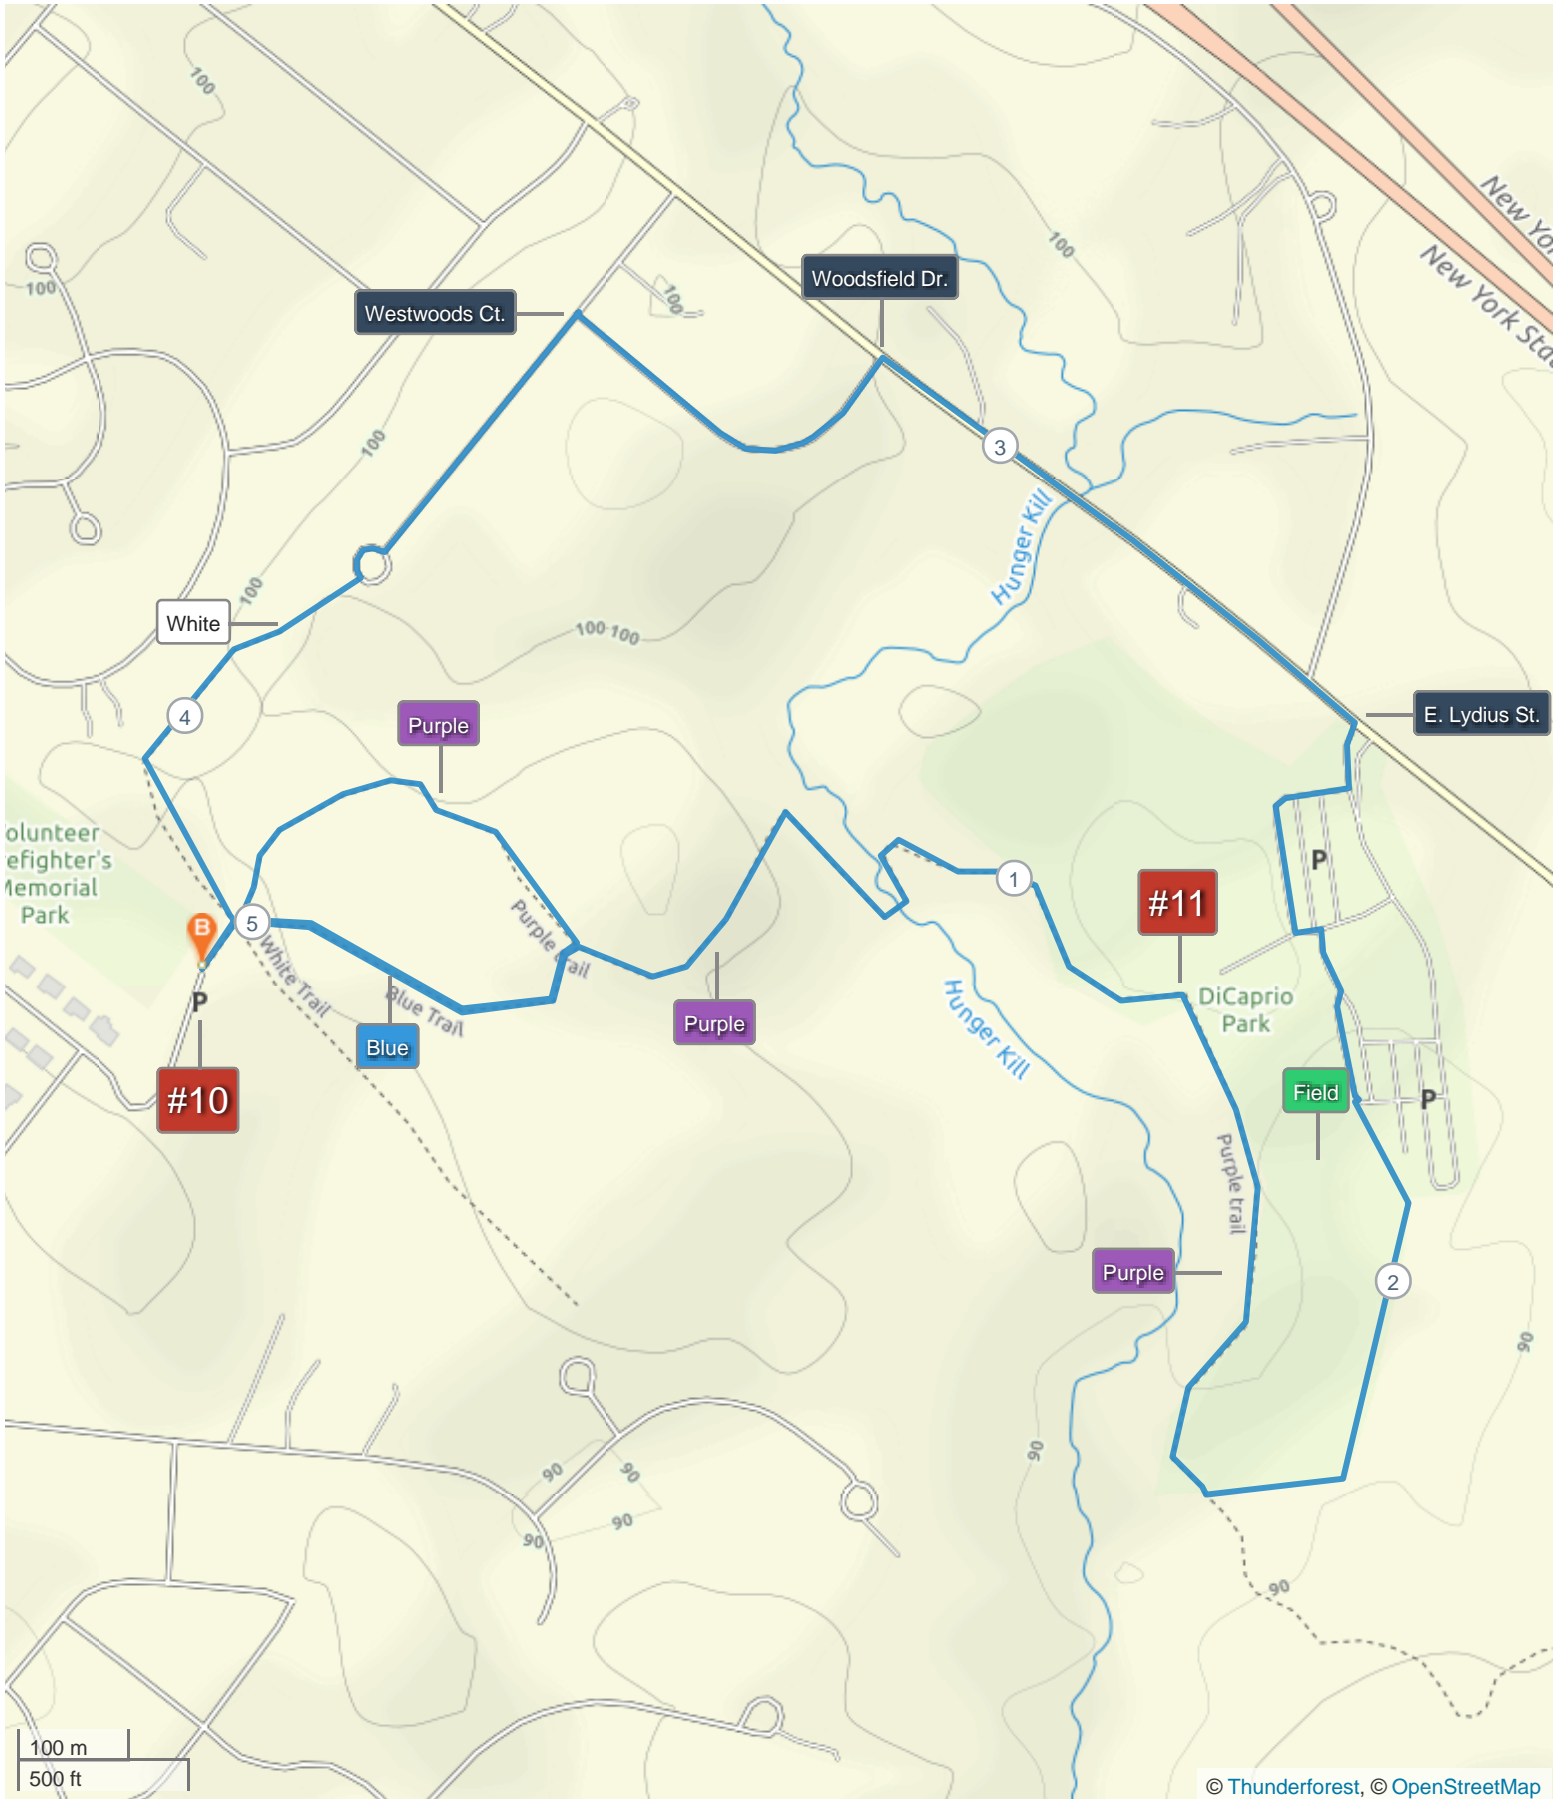 100
New Yor
100
New York Stat
Woodsfield Dr.
100
100
Westwoods Ct.
3
100
Hunger Kill
100
White
100 100
E. Lydius St.
4
Purple
olunteer
refighter's
Memorial
Park
P
1
#11
B
5
Purple trail
White Trail
Blue Trail
P
DiCaprio
Park
Purple
Hunger Kill
Blue
#10
Field
P
Purple trail
Purple
2
90
90
90
90
90
90
90
100 m
500 ft
© Thunderforest, © OpenStreetMap